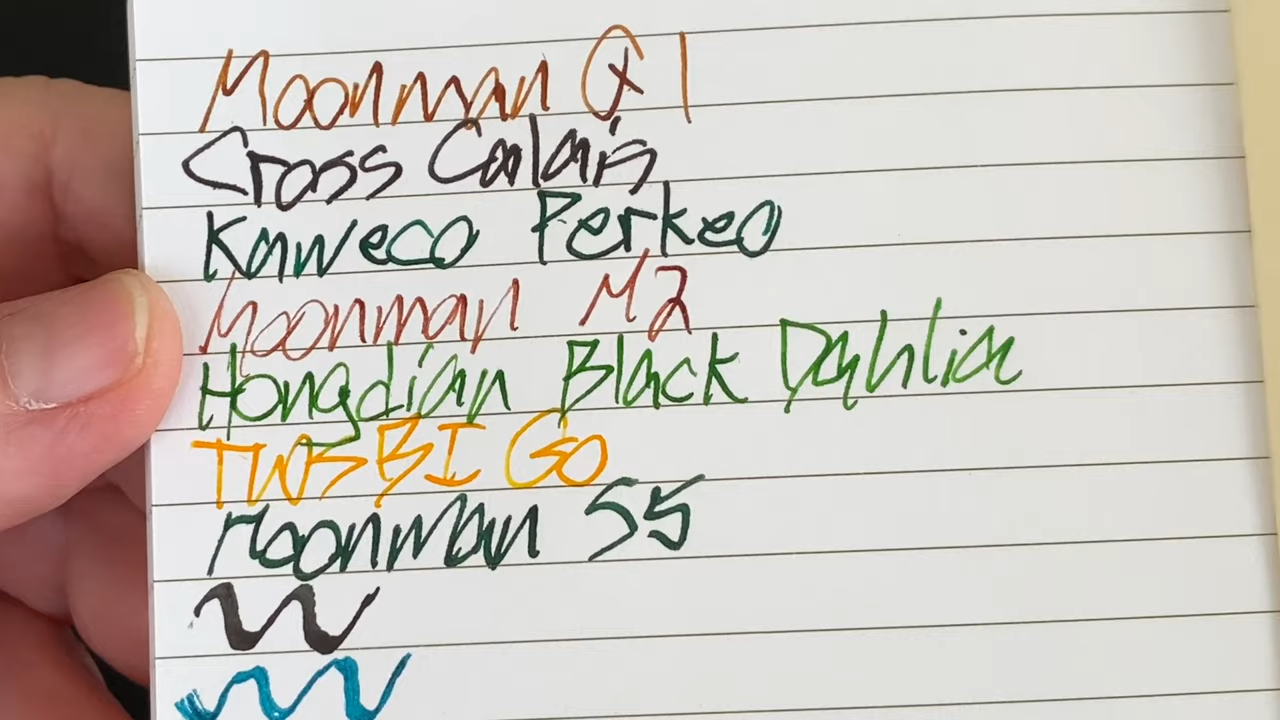 Moonman Q1
Cross Calais
Kaweco Perkeo
Moonman M2
Hongdian Black Dahlia
TWSBI Go
Moonman S5